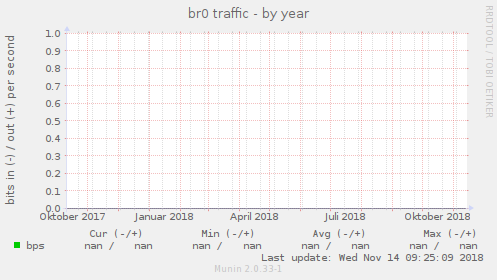 br0 traffic - by year
RRDTOOL / TOBI OETIKER
bits in (-) / out (+) per second
1.0
0.9
0.8
0.7
0.6
0.5
0.4
0.3
0.2
0.1
0.0
Oktober 2017 Januar 2018 April 2018 Juli 2018 Oktober 2018
Cur (-/+) Min (-/+) Avg (-/+) Max (-/+)
bps nan / nan nan / nan nan / nan nan / nan
Last update: Wed Nov 14 09:25:09 2018
Munin 2.0.33-1